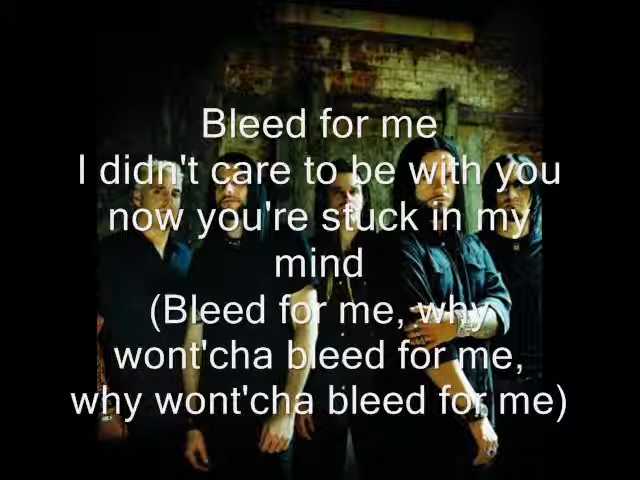 Bleed for me
I didn't care to be with you
now you're stuck in my
mind
(Bleed for me, why
wont'cha bleed for me,
why wont'cha bleed for me)